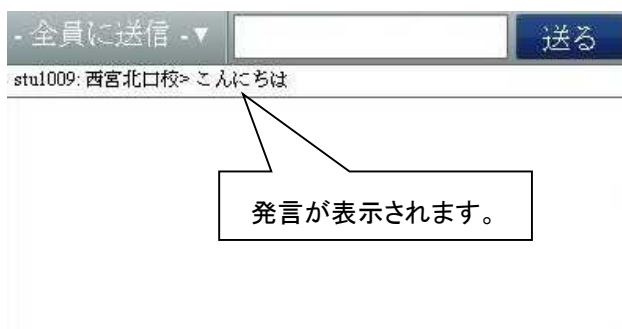 - 全員に送信 -▼
送る
stu1009: 西宮北口校> こんにちは
発言が表示されます。